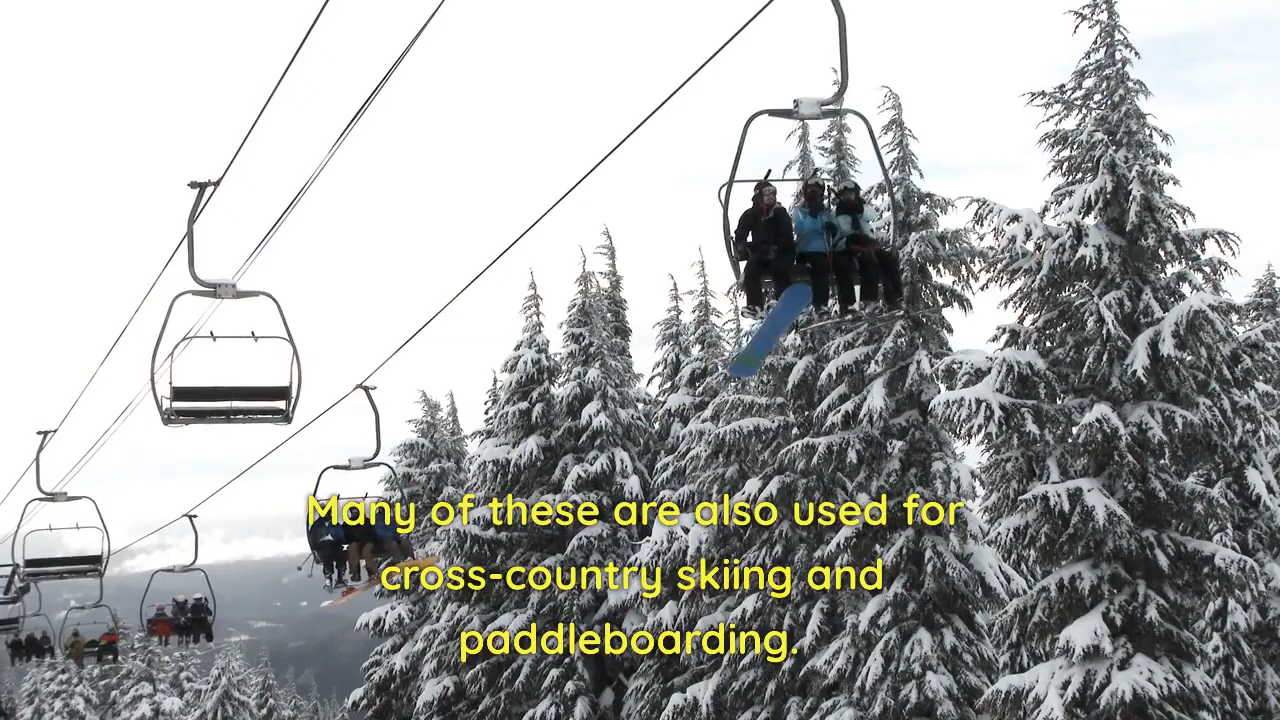 Many of these are also used for
cross-country skiing and
paddleboarding.